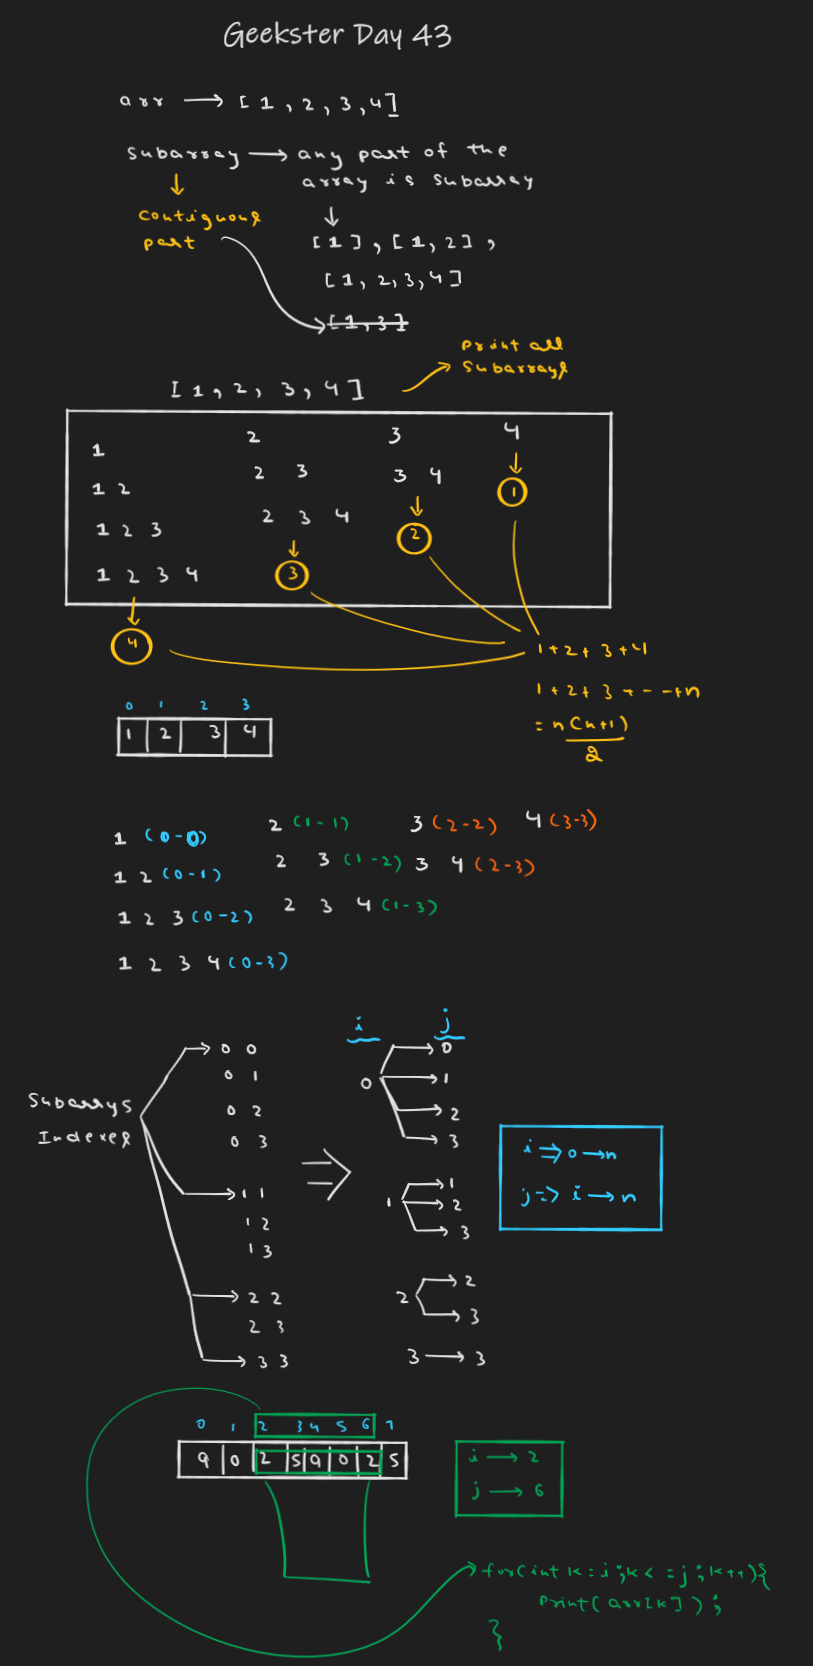 Geekster Day 43
arr → [ 1 , 2 , 3 , 4 ]
Subarray → any part of the
array is subarray
Contiguous
part
[ 1 ] , [ 1 , 2 ] ,
[ 1 , 2 , 3 , 4 ]
[ 1 , 3 ]
Print all
Subarrays
[ 1 , 2 , 3 , 4 ]
1 2 3 4
1 2 2 3 3 4 1
1 2 3 2 3 4 2
1 2 3 4 3
4
1 + 2 + 3 + 4
1 + 2 + 3 + - - + n
= n(n+1)
2
0 1 2 3
1 2 3 4
1 (0-0) 2 (1-1) 3 (2-2) 4 (3-3)
1 2 (0-1) 2 3 (1-2) 3 4 (2-3)
1 2 3 (0-2) 2 3 4 (1-3)
1 2 3 4 (0-3)
Subarrys
Indexes
0 0
0 1
0 2
0 3
1 1
1 2
1 3
2 2
2 3
3 3
i j
0 → 0
→ 1
→ 2
→ 3
1 → 1
→ 2
→ 3
2 → 2
→ 3
3 → 3
i ⇒ 0 → n
j => i → n
0 1 2 3 4 5 6 7
9 0 2 5 9 0 2 5
i → 2
j → 6
for(int k = i ; k < = j ; k++){
print( arr[k] ) ;
}